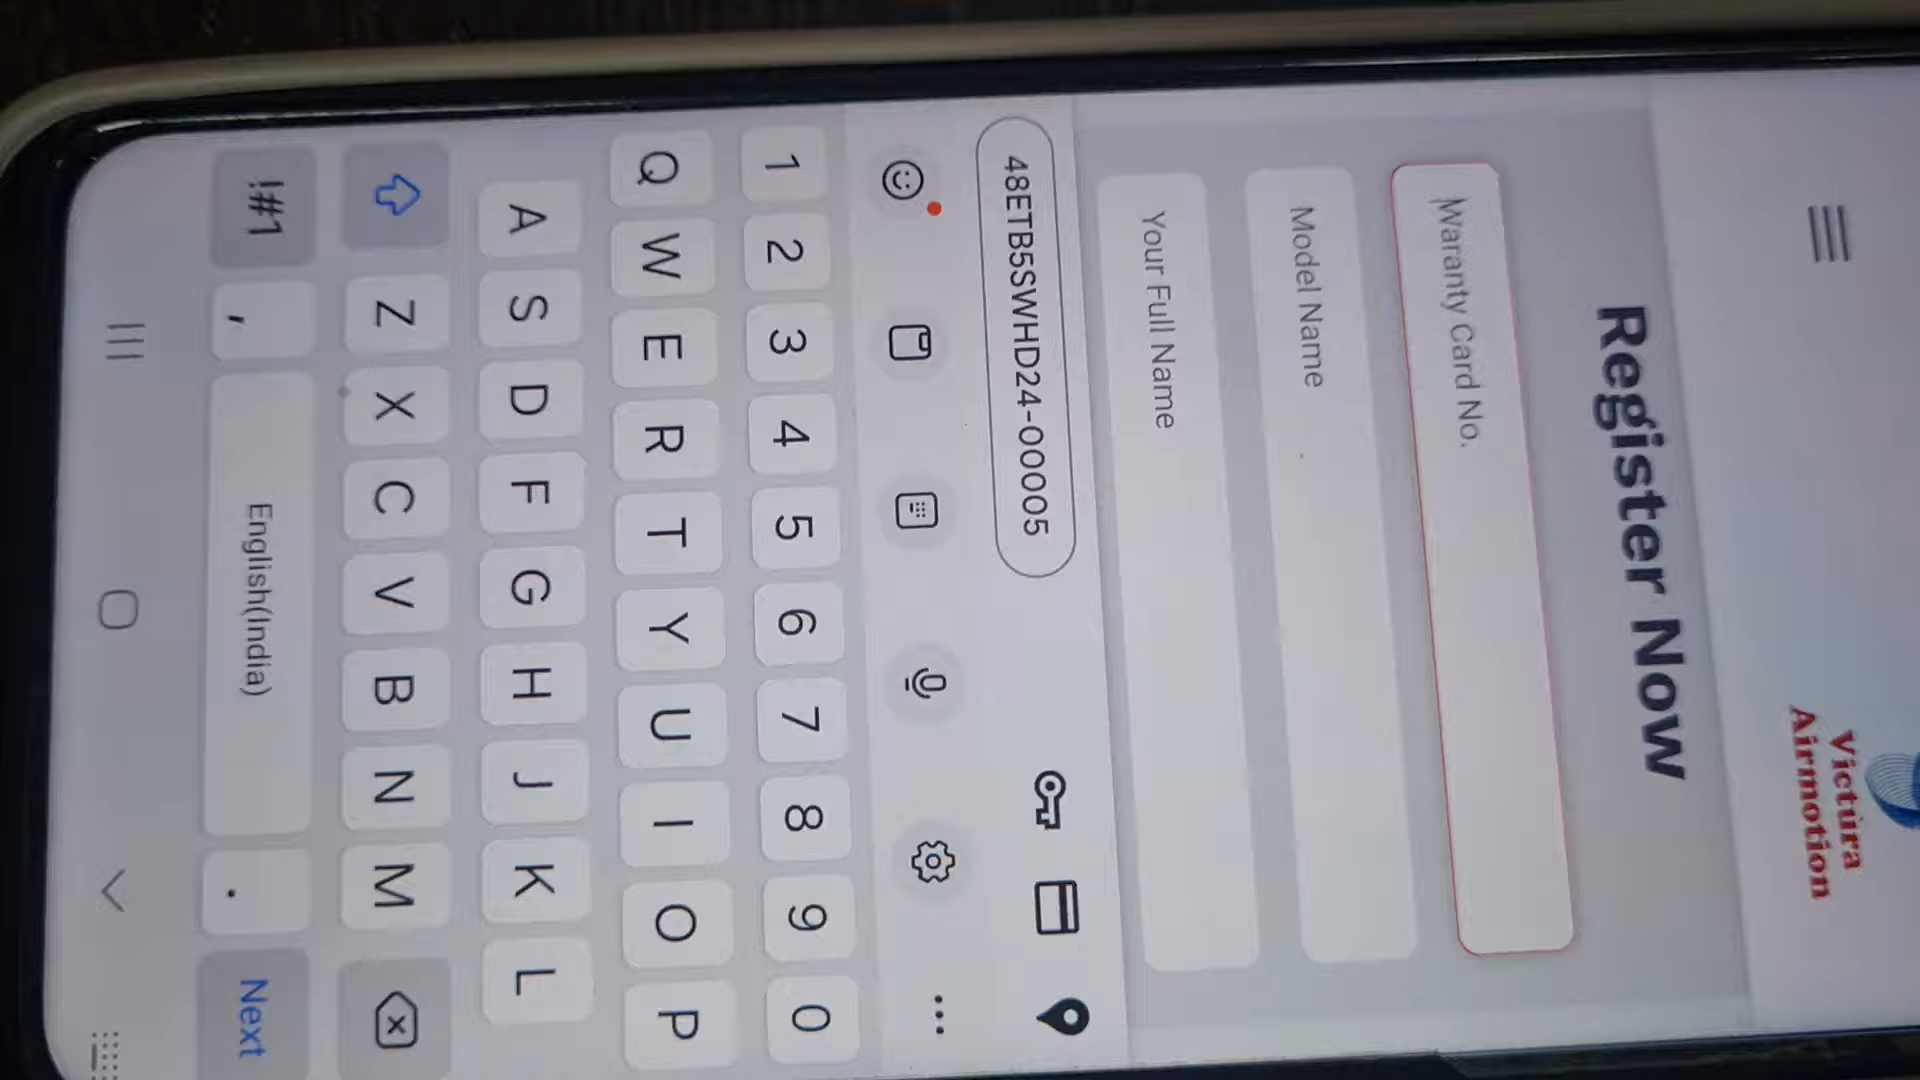 Victura
Airmotion
Register Now
Warranty Card No.
Model Name
Your Full Name
48ETB5SWHD24-00005
1 2 3 4 5 6 7 8 9 0
Q W E R T Y U I O P
A S D F G H J K L
Z X C V B N M
!#1 , English(India) . Next